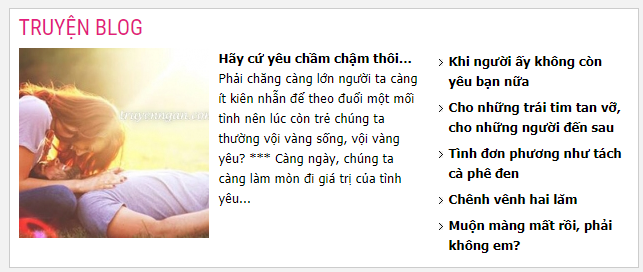 TRUYỆN BLOG
Hãy cứ yêu chầm chậm thôi...
Phải chăng càng lớn người ta càng
ít kiên nhẫn để theo đuổi một mối
tình nên lúc còn trẻ chúng ta
thường vội vàng sống, vội vàng
yêu? *** Càng ngày, chúng ta
càng làm mòn đi giá trị của tình
yêu...
Khi người ấy không còn
yêu bạn nữa
Cho những trái tim tan vỡ,
cho những người đến sau
Tình đơn phương như tách
cà phê đen
Chênh vênh hai lăm
Muộn màng mất rồi, phải
không em?